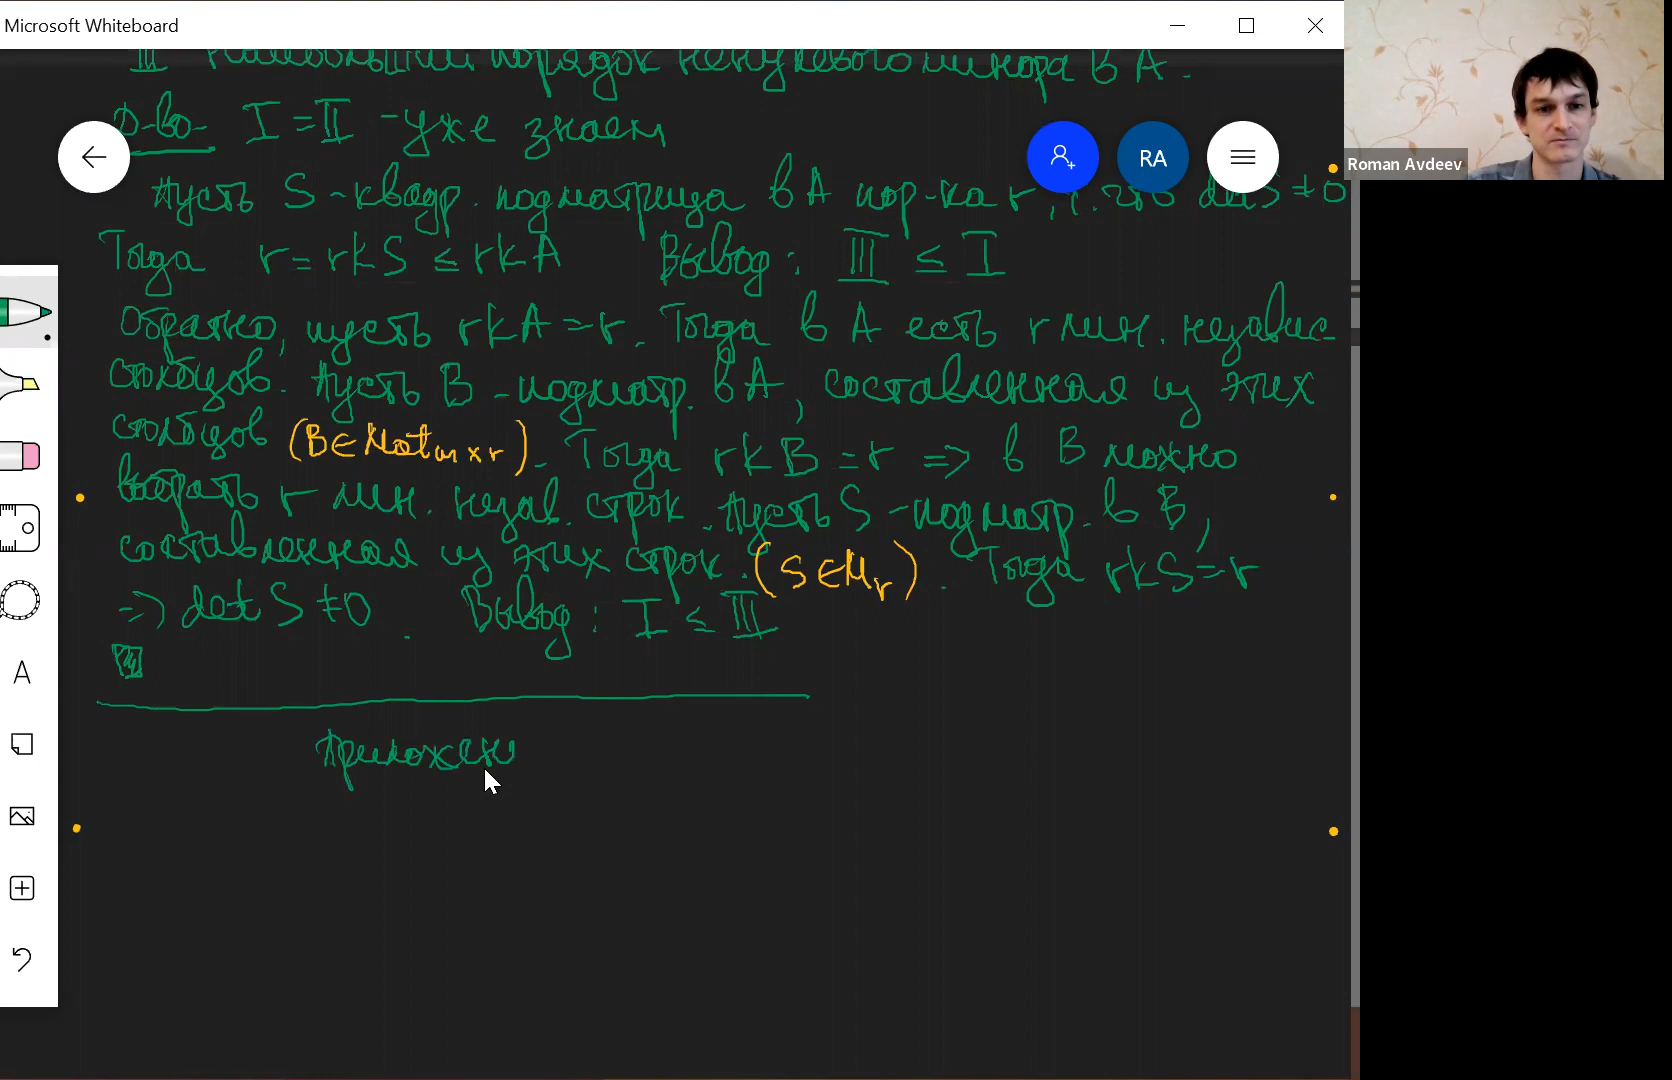 Microsoft Whiteboard
III наибольший порядок ненулевого минора в A.
Д-во I = II - уже знаем
RA
Roman Avdeev
Пусть S - квадр. подматрица в A пор-ка r, т.что det S ≠ 0
Тогда r = rk S ≤ rk A Вывод: III ≤ I
Обратно, пусть rk A = r. Тогда в A есть r лин. независ-
столбцов. Пусть B - подматр. в A, составленная из этих
столбцов (B ∈ Mat m×r). Тогда rk B = r => в B можно
выбрать r лин. незав. строк. Пусть S - подматр. в B,
составленная из этих строк. (S ∈ M r). Тогда rk S = r
=> det S ≠ 0. Вывод: I ≤ III
Приложени